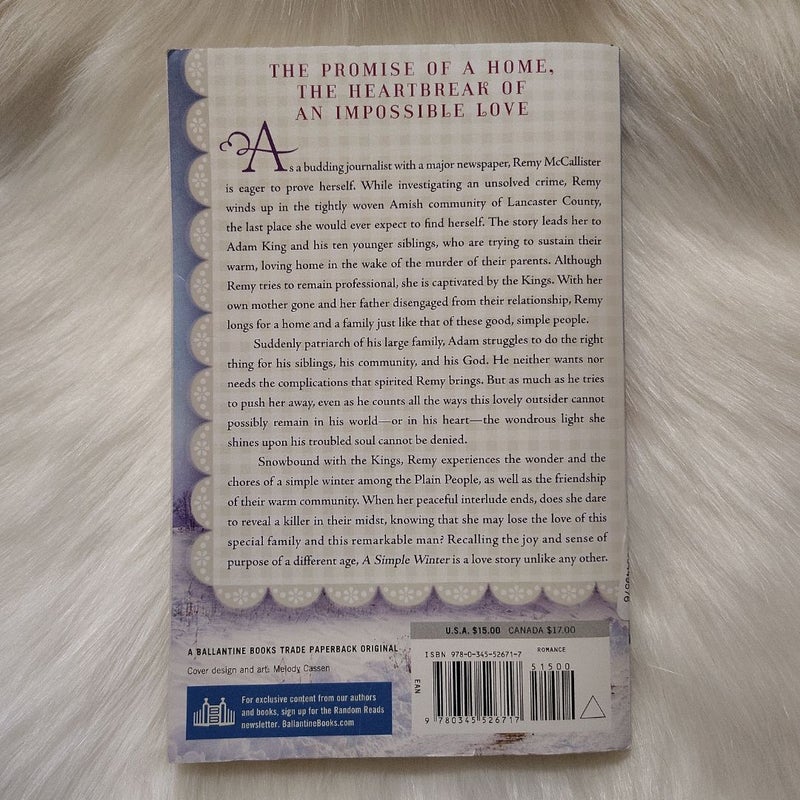 THE PROMISE OF A HOME,
THE HEARTBREAK OF
AN IMPOSSIBLE LOVE
As a budding journalist with a major newspaper, Remy McCallister
is eager to prove herself. While investigating an unsolved crime, Remy
winds up in the tightly woven Amish community of Lancaster County,
the last place she would ever expect to find herself. The story leads her to
Adam King and his ten younger siblings, who are trying to sustain their
warm, loving home in the wake of the murder of their parents. Although
Remy tries to remain professional, she is captivated by the Kings. With her
own mother gone and her father disengaged from their relationship, Remy
longs for a home and a family just like that of these good, simple people.
Suddenly patriarch of his large family, Adam struggles to do the right
thing for his siblings, his community, and his God. He neither wants nor
needs the complications that spirited Remy brings. But as much as he tries
to push her away, even as he counts all the ways this lovely outsider cannot
possibly remain in his world—or in his heart—the wondrous light she
shines upon his troubled soul cannot be denied.
Snowbound with the Kings, Remy experiences the wonder and the
chores of a simple winter among the Plain People, as well as the friendship
of their warm community. When her peaceful interlude ends, does she dare
to reveal a killer in their midst, knowing that she may lose the love of this
special family and this remarkable man? Recalling the joy and sense of
purpose of a different age, A Simple Winter is a love story unlike any other.
U.S.A. $15.00 CANADA $17.00
A BALLANTINE BOOKS TRADE PAPERBACK ORIGINAL
Cover design and art: Melody Cassen
For exclusive content from our authors
and books, sign up for the Random Reads
newsletter. BallantineBooks.com
ISBN 978-0-345-52671-7
ROMANCE
51500
EAN
9 780345 526717